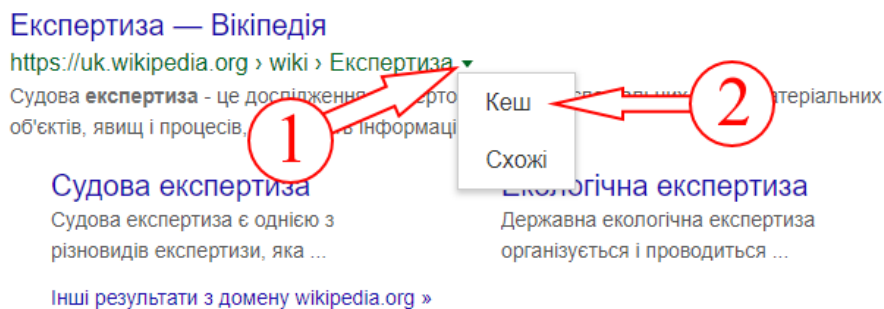 Експертиза — Вікіпедія
https://uk.wikipedia.org › wiki › Експертиза
Судова експертиза - це дослідження матеріальних
об'єктів, явищ і процесів, інформаці
1
2
Кеш
Схожі
Судова експертиза
Судова експертиза є однією з
різновидів експертизи, яка ...
Екологічна експертиза
Державна екологічна експертиза
організується і проводиться ...
Інші результати з домену wikipedia.org »